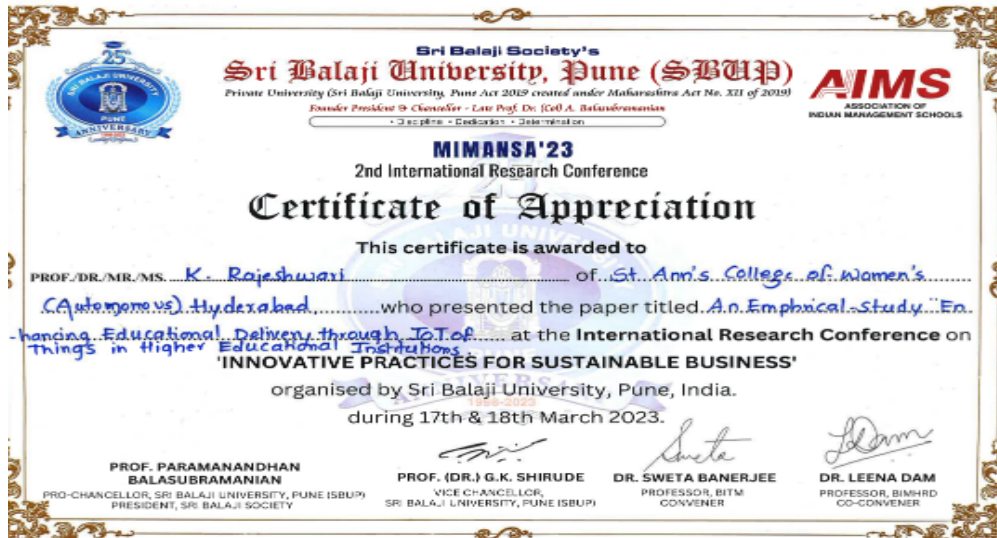 25
SRI BALAJI UNIVERSITY
PUNE
ANNIVERSARY
Sri Balaji Society's
Sri Balaji University, Pune (SBUP)
Private University (Sri Balaji University, Pune Act 2019 created under Maharashtra Act No. XII of 2019)
Founder President & Chancellor - Late Prof. Dr. (Col) A. Balasubramanian
• Discipline • Dedication • Determination
AIMS
ASSOCIATION OF
INDIAN MANAGEMENT SCHOOLS
MIMANSA'23
2nd International Research Conference
Certificate of Appreciation
This certificate is awarded to
PROF./DR./MR./MS. K. Rajeshwari of St. Ann's College of Women's
(Autonomous) Hyderabad, who presented the paper titled An Emphrical-Study "En
-hancing Educational Delivery through IoT of at the International Research Conference on
Things in Higher Educational Institutions
'INNOVATIVE PRACTICES FOR SUSTAINABLE BUSINESS'
organised by Sri Balaji University, Pune, India.
during 17th & 18th March 2023.
PROF. PARAMANANDHAN
BALASUBRAMANIAN
PRO-CHANCELLOR, SRI BALAJI UNIVERSITY, PUNE (SBUP)
PRESIDENT, SRI BALAJI SOCIETY
PROF. (DR.) G.K. SHIRUDE
VICE CHANCELLOR,
SRI BALAJI UNIVERSITY, PUNE (SBUP)
Sweta
DR. SWETA BANERJEE
PROFESSOR, BITM
CONVENER
LDam
DR. LEENA DAM
PROFESSOR, BIMHRD
CO-CONVENER